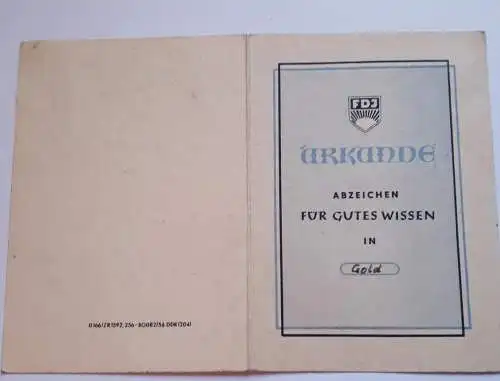 FDJ
URKUNDE
ABZEICHEN
FÜR GUTES WISSEN
IN
Gold